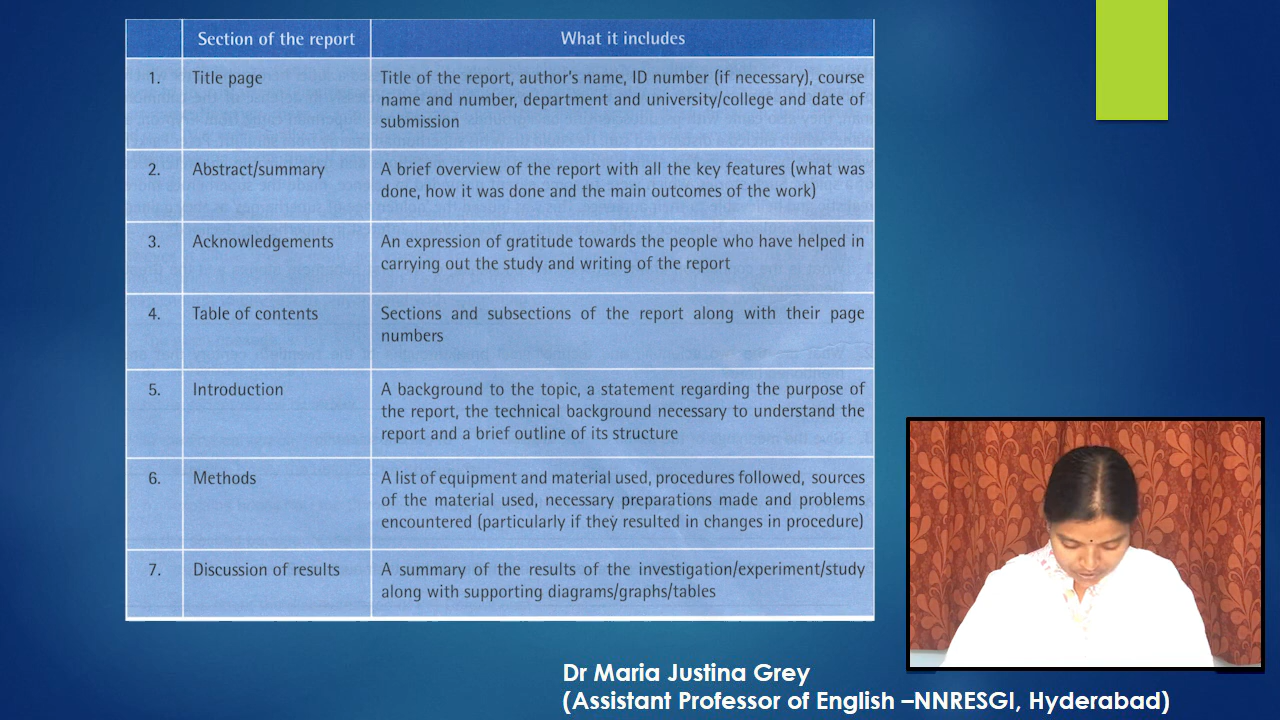 Section of the report What it includes
1. Title page Title of the report, author's name, ID number (if necessary), course
name and number, department and university/college and date of
submission
2. Abstract/summary A brief overview of the report with all the key features (what was
done, how it was done and the main outcomes of the work)
3. Acknowledgements An expression of gratitude towards the people who have helped in
carrying out the study and writing of the report
4. Table of contents Sections and subsections of the report along with their page
numbers
5. Introduction A background to the topic, a statement regarding the purpose of
the report, the technical background necessary to understand the
report and a brief outline of its structure
6. Methods A list of equipment and material used, procedures followed, sources
of the material used, necessary preparations made and problems
encountered (particularly if they resulted in changes in procedure)
7. Discussion of results A summary of the results of the investigation/experiment/study
along with supporting diagrams/graphs/tables
Dr Maria Justina Grey
(Assistant Professor of English –NNRESGI, Hyderabad)